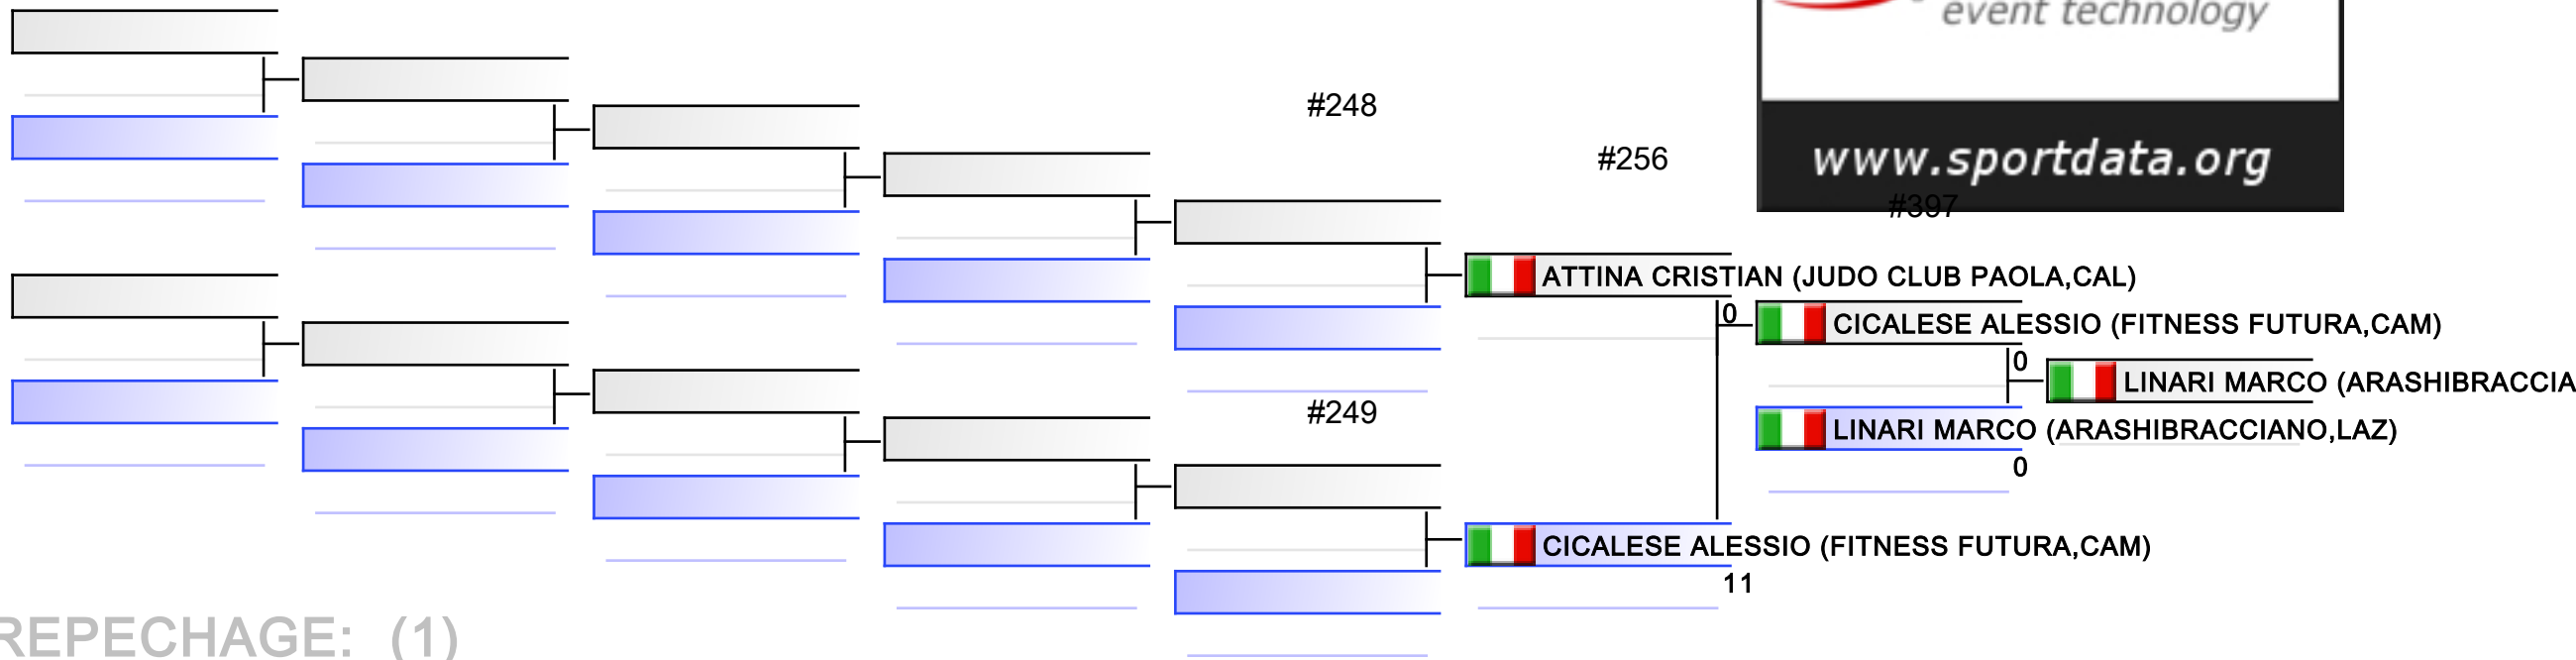 event technology
#248
#256
www.sportdata.org
#397
ATTINA CRISTIAN (JUDO CLUB PAOLA,CAL)
0
CICALESE ALESSIO (FITNESS FUTURA,CAM)
0
LINARI MARCO (ARASHIBRACCIA
#249
LINARI MARCO (ARASHIBRACCIANO,LAZ)
0
CICALESE ALESSIO (FITNESS FUTURA,CAM)
11
REPECHAGE: (1)